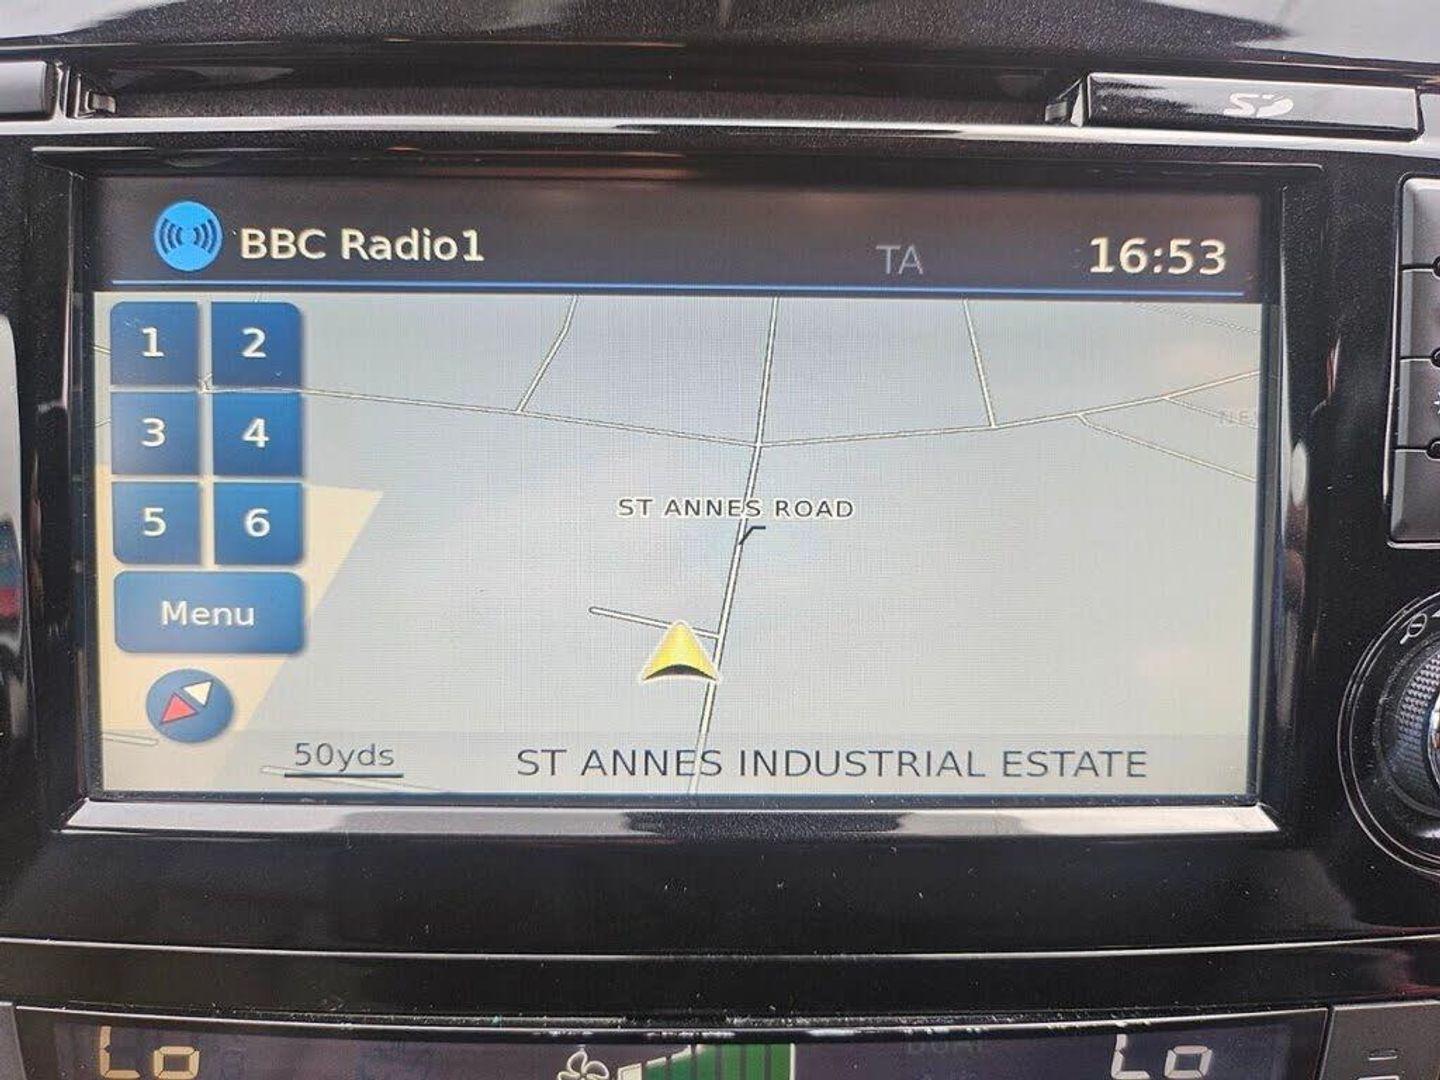 SD
BBC Radio1
TA
16:53
1 2
3 4
5 6
Menu
ST ANNES ROAD
50yds
ST ANNES INDUSTRIAL ESTATE
Lo
Lo